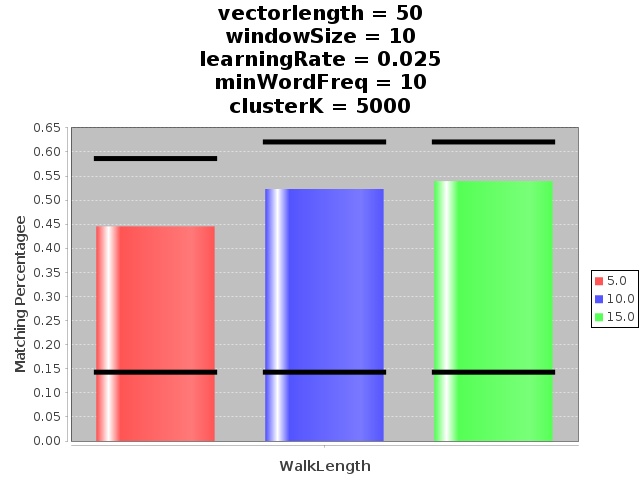 vectorlength = 50
windowSize = 10
learningRate = 0.025
minWordFreq = 10
clusterK = 5000
0.65
0.60
0.55
0.50
0.45
0.40
0.35
0.30
0.25
0.20
0.15
0.10
0.05
0.00
Matching Percentagee
WalkLength
5.0
10.0
15.0